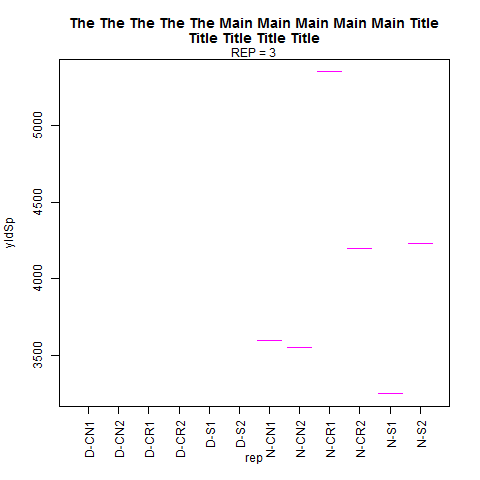 The The The The The Main Main Main Main Main Title
Title Title Title Title
REP = 3
5000
4500
4000
3500
yldSp
D-CN1
D-CN2
D-CR1
D-CR2
D-S1
D-S2
N-CN1
N-CN2
N-CR1
N-CR2
N-S1
N-S2
rep